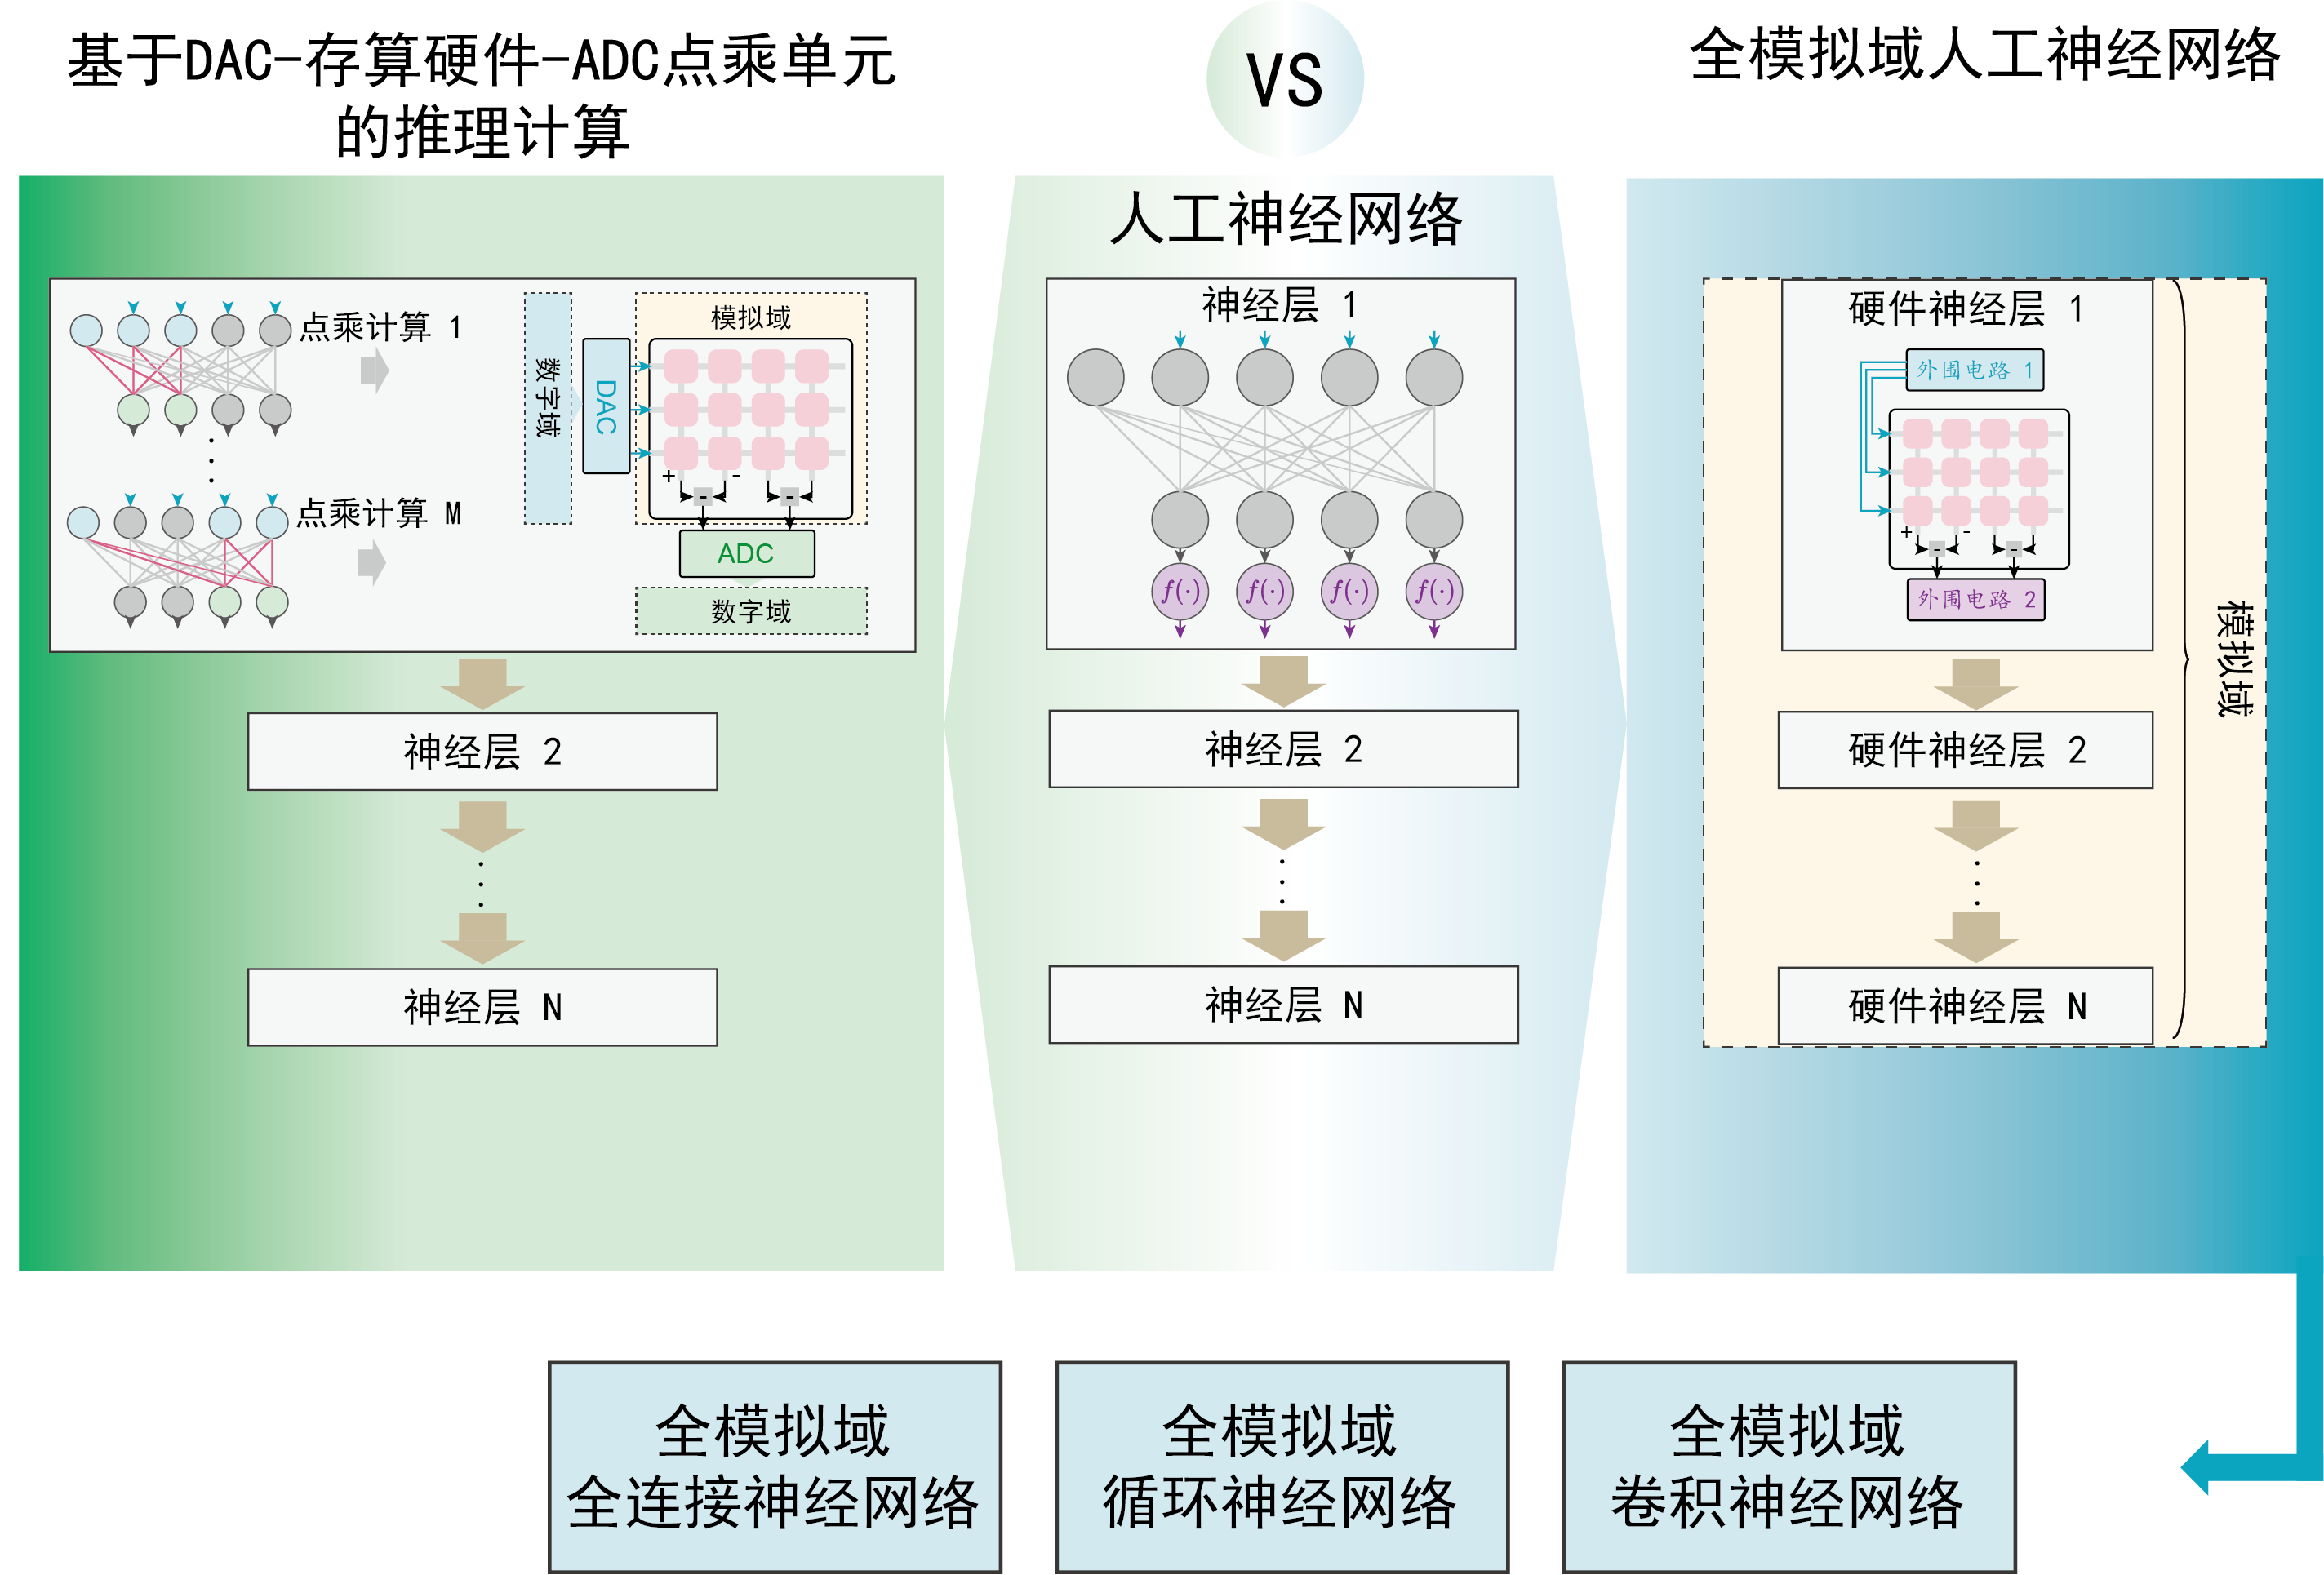 基于DAC-存算硬件-ADC点乘单元
的推理计算
VS
全模拟域人工神经网络
点乘计算 1
点乘计算 M
数字域
DAC
模拟域
+
-
-
-
ADC
数字域
神经层 2
神经层 N
人工神经网络
神经层 1
f(·)
f(·)
f(·)
f(·)
神经层 2
神经层 N
硬件神经层 1
外围电路 1
+
-
-
-
外围电路 2
硬件神经层 2
硬件神经层 N
模拟域
全模拟域
全连接神经网络
全模拟域
循环神经网络
全模拟域
卷积神经网络